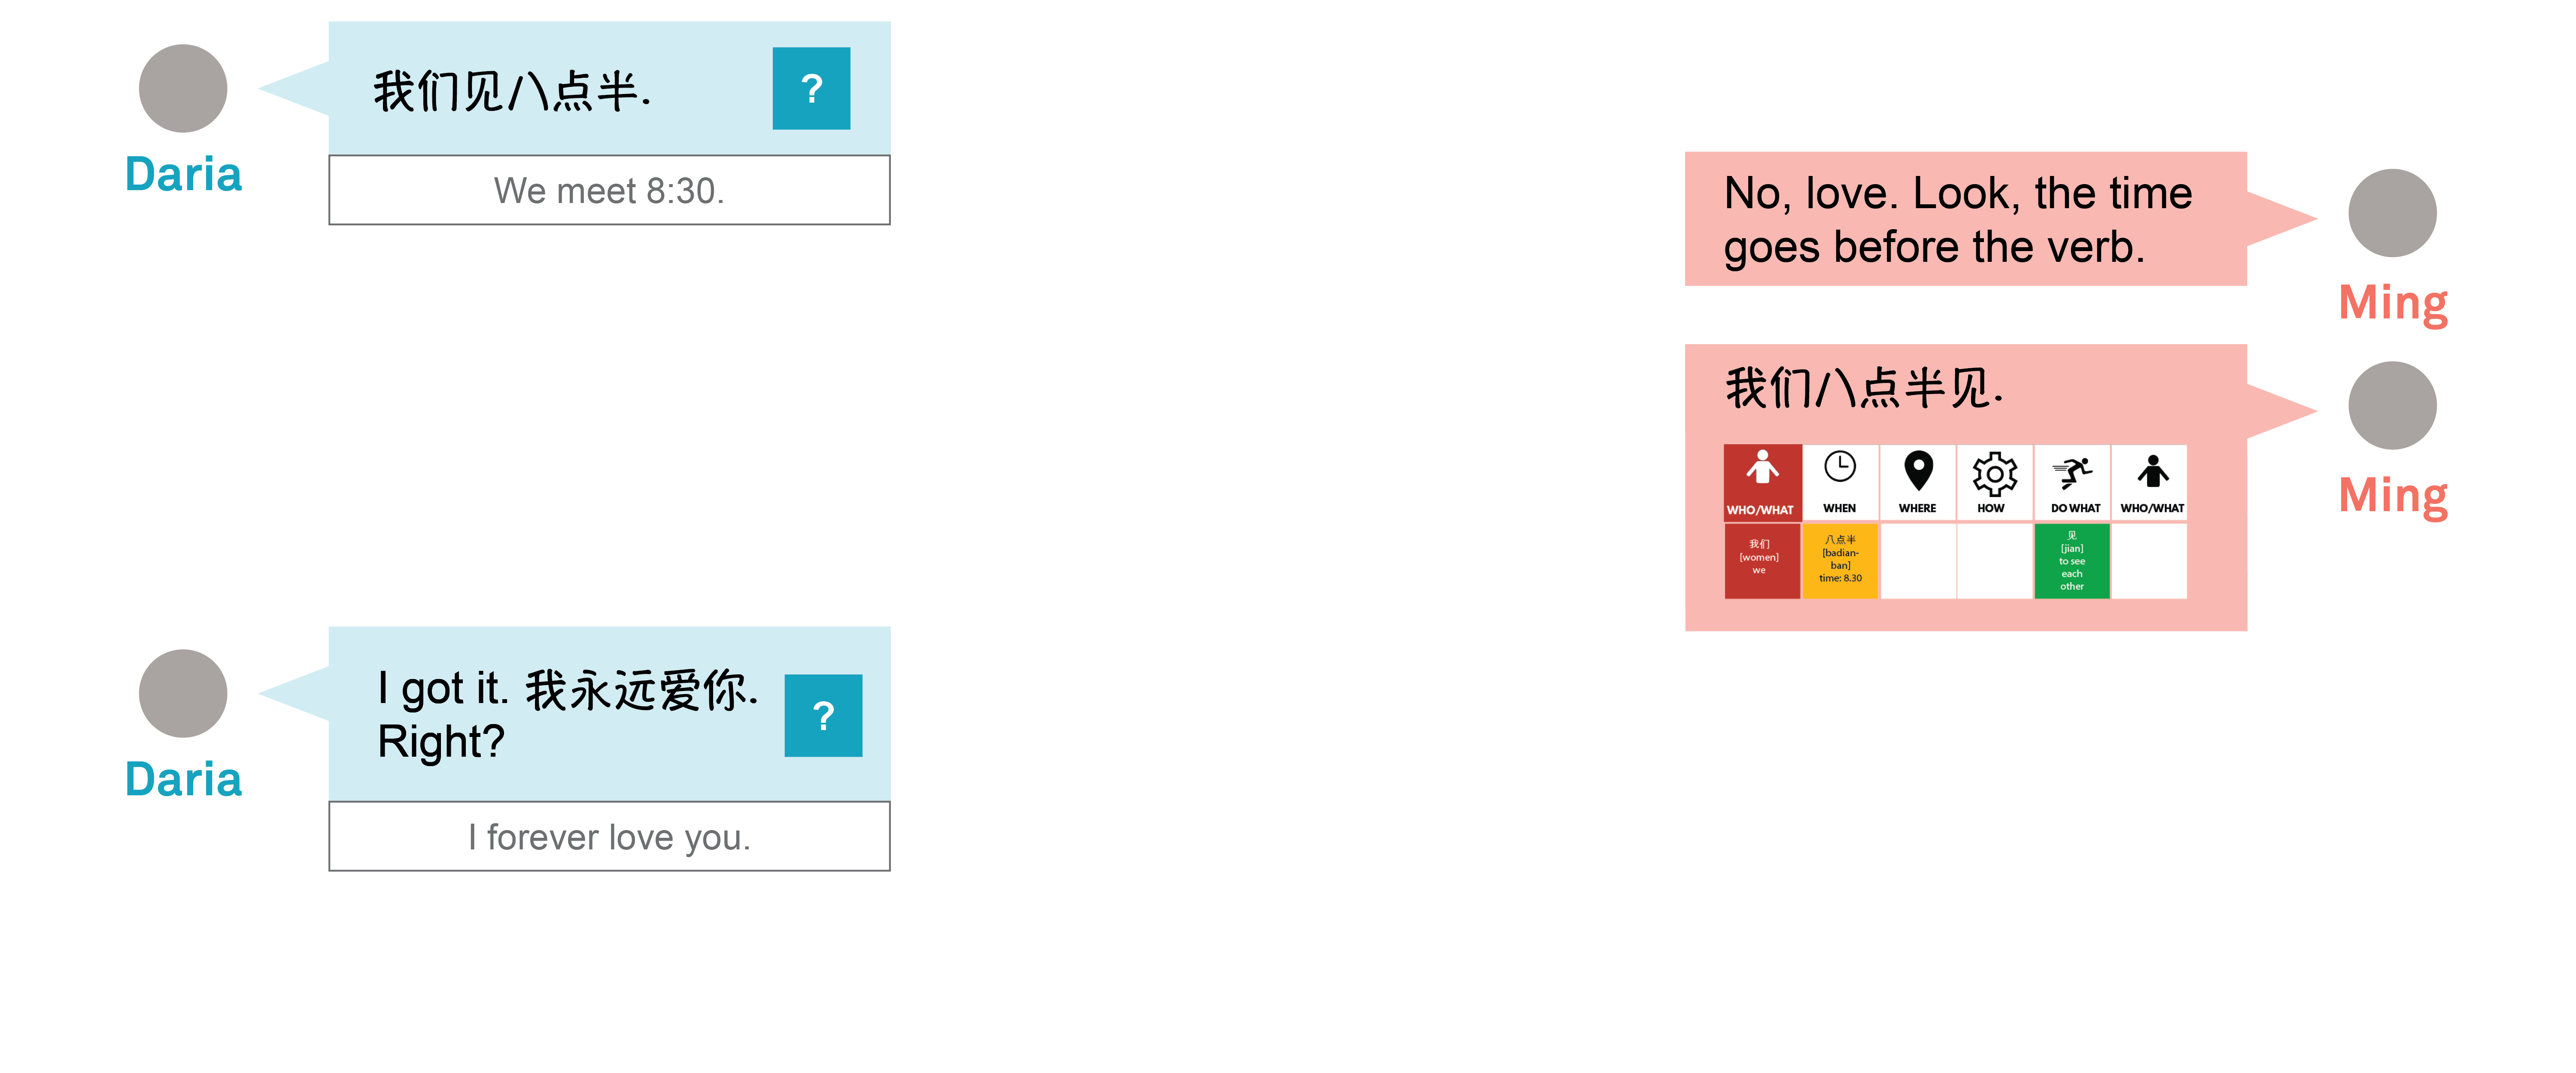 我们见八点半.
?
We meet 8:30.
Daria
No, love. Look, the time
goes before the verb.
Ming
我们八点半见.
WHO/WHAT
WHEN
WHERE
HOW
DO WHAT
WHO/WHAT
我们
[women]
we
八点半
[badian-
ban]
time: 8.30
见
[jian]
to see
each
other
Ming
I got it. 我永远爱你.
Right?
?
I forever love you.
Daria